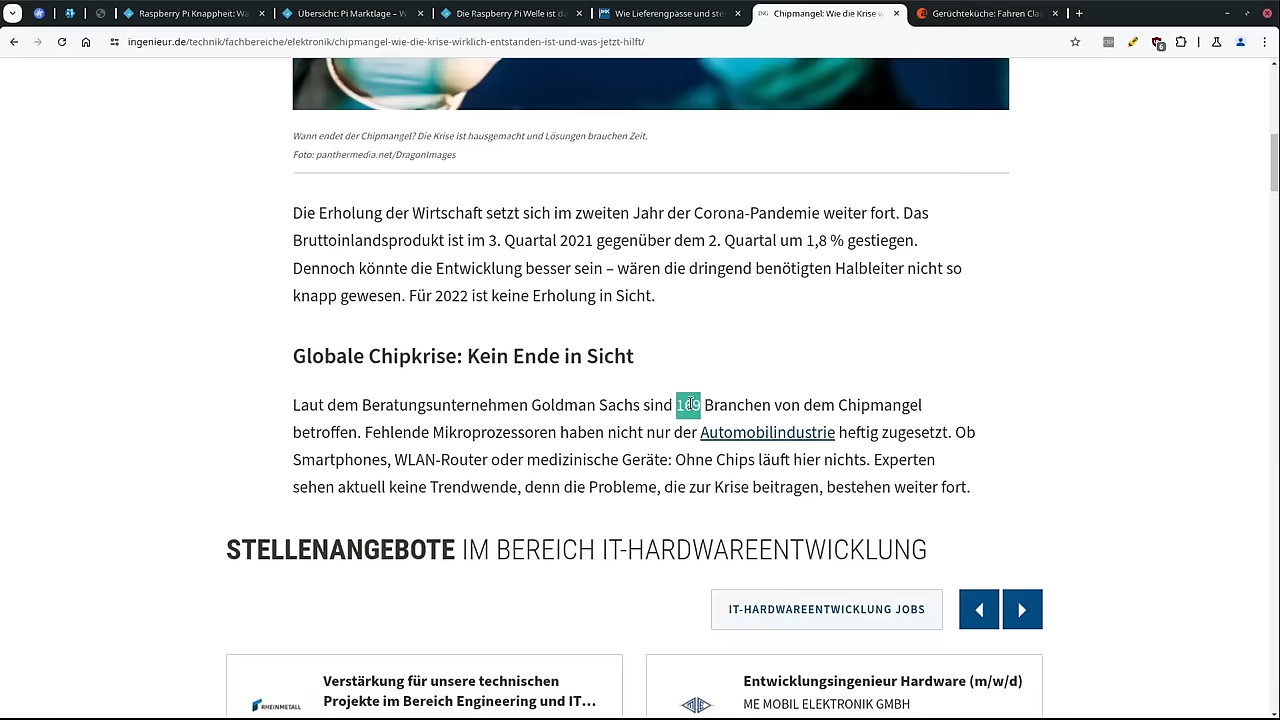 Raspberry Pi Knappheit: Wa
Übersicht: Pi Marktlage – W
Die Raspberry Pi Welle ist da
Wie Lieferengpässe und ste
Chipmangel: Wie die Krise w
Gerüchteküche: Fahren Clas
ingenieur.de/technik/fachbereiche/elektronik/chipmangel-wie-die-krise-wirklich-entstanden-ist-und-was-jetzt-hilft/
Wann endet der Chipmangel? Die Krise ist hausgemacht und Lösungen brauchen Zeit.
Foto: panthermedia.net/DragonImages
Die Erholung der Wirtschaft setzt sich im zweiten Jahr der Corona-Pandemie weiter fort. Das
Bruttoinlandsprodukt ist im 3. Quartal 2021 gegenüber dem 2. Quartal um 1,8 % gestiegen.
Dennoch könnte die Entwicklung besser sein – wären die dringend benötigten Halbleiter nicht so
knapp gewesen. Für 2022 ist keine Erholung in Sicht.
Globale Chipkrise: Kein Ende in Sicht
Laut dem Beratungsunternehmen Goldman Sachs sind 169 Branchen von dem Chipmangel
betroffen. Fehlende Mikroprozessoren haben nicht nur der Automobilindustrie heftig zugesetzt. Ob
Smartphones, WLAN-Router oder medizinische Geräte: Ohne Chips läuft hier nichts. Experten
sehen aktuell keine Trendwende, denn die Probleme, die zur Krise beitragen, bestehen weiter fort.
STELLENANGEBOTE IM BEREICH IT-HARDWAREENTWICKLUNG
IT-HARDWAREENTWICKLUNG JOBS
Verstärkung für unsere technischen
Projekte im Bereich Engineering und IT...
RHEINMETALL
Entwicklungsingenieur Hardware (m/w/d)
ME MOBIL ELEKTRONIK GMBH